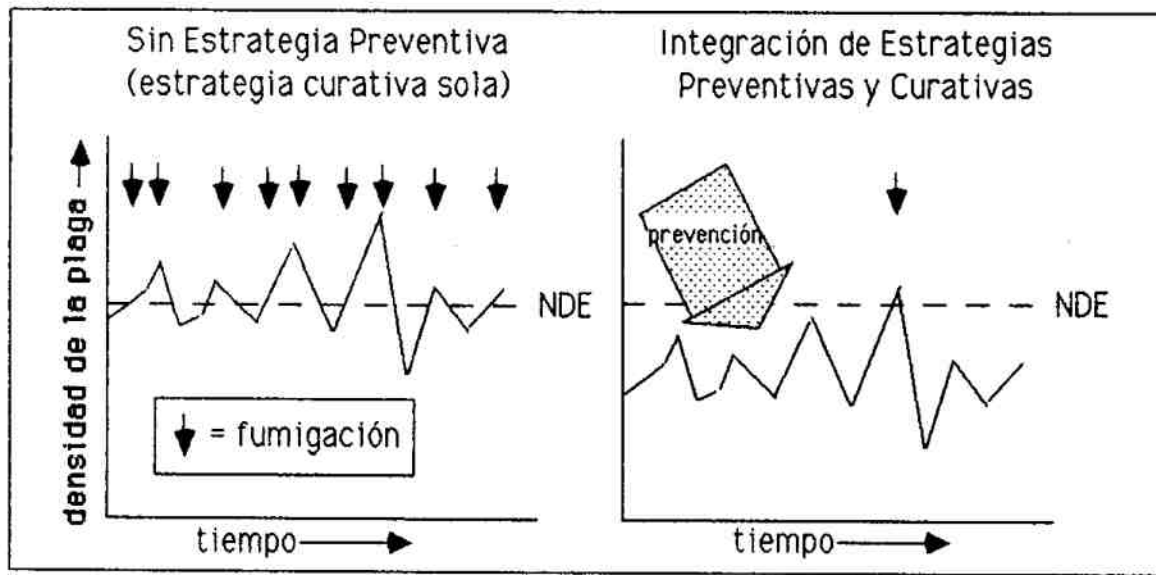 Sin Estrategia Preventiva
(estrategia curativa sola)
densidad de la plaga
NDE
= fumigación
tiempo
Integración de Estrategias
Preventivas y Curativas
prevención
NDE
tiempo